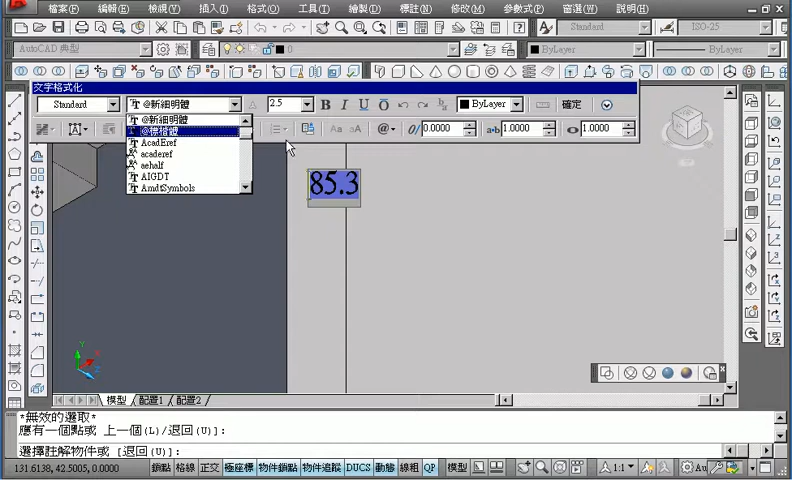 檔案(F) 編輯(E) 檢視(V) 插入(I) 格式(O) 工具(T) 繪製(D) 標註(N) 修改(M) 參數式(P) 窗選(W) 說明(H)
Standard ISO-25
AutoCAD 典型 0 ByLayer ByLayer
文字格式化
Standard @新細明體 2.5 B I U O ByLayer 確定
@ 0/ 0.0000 a•b 1.0000 1.0000
@新細明體
@標楷體
AcadEref
acaderef
aehalf
AIGDT
AmdtSymbols
85.3
Y
模型 配置1 配置2
*無效的選取*
應有一個點或 上一個(L)/退回(U):
選擇註解物件或 [退回(U)]:
131.6138, 42.5005, 0.0000 鎖點 格線 正交 極座標 物件鎖點 物件追蹤 DUCS 動態 線粗 QP 模型 1:1 Au